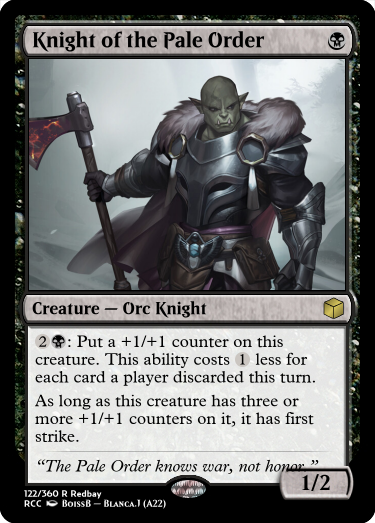 Knight of the Pale Order
Creature — Orc Knight
2: Put a +1/+1 counter on this
creature. This ability costs 1 less for
each card a player discarded this turn.
As long as this creature has three or
more +1/+1 counters on it, it has first
strike.
"The Pale Order knows war, not honor."
1/2
122/360 R Redbay
RCC BoissB — Blanca.J (A22)